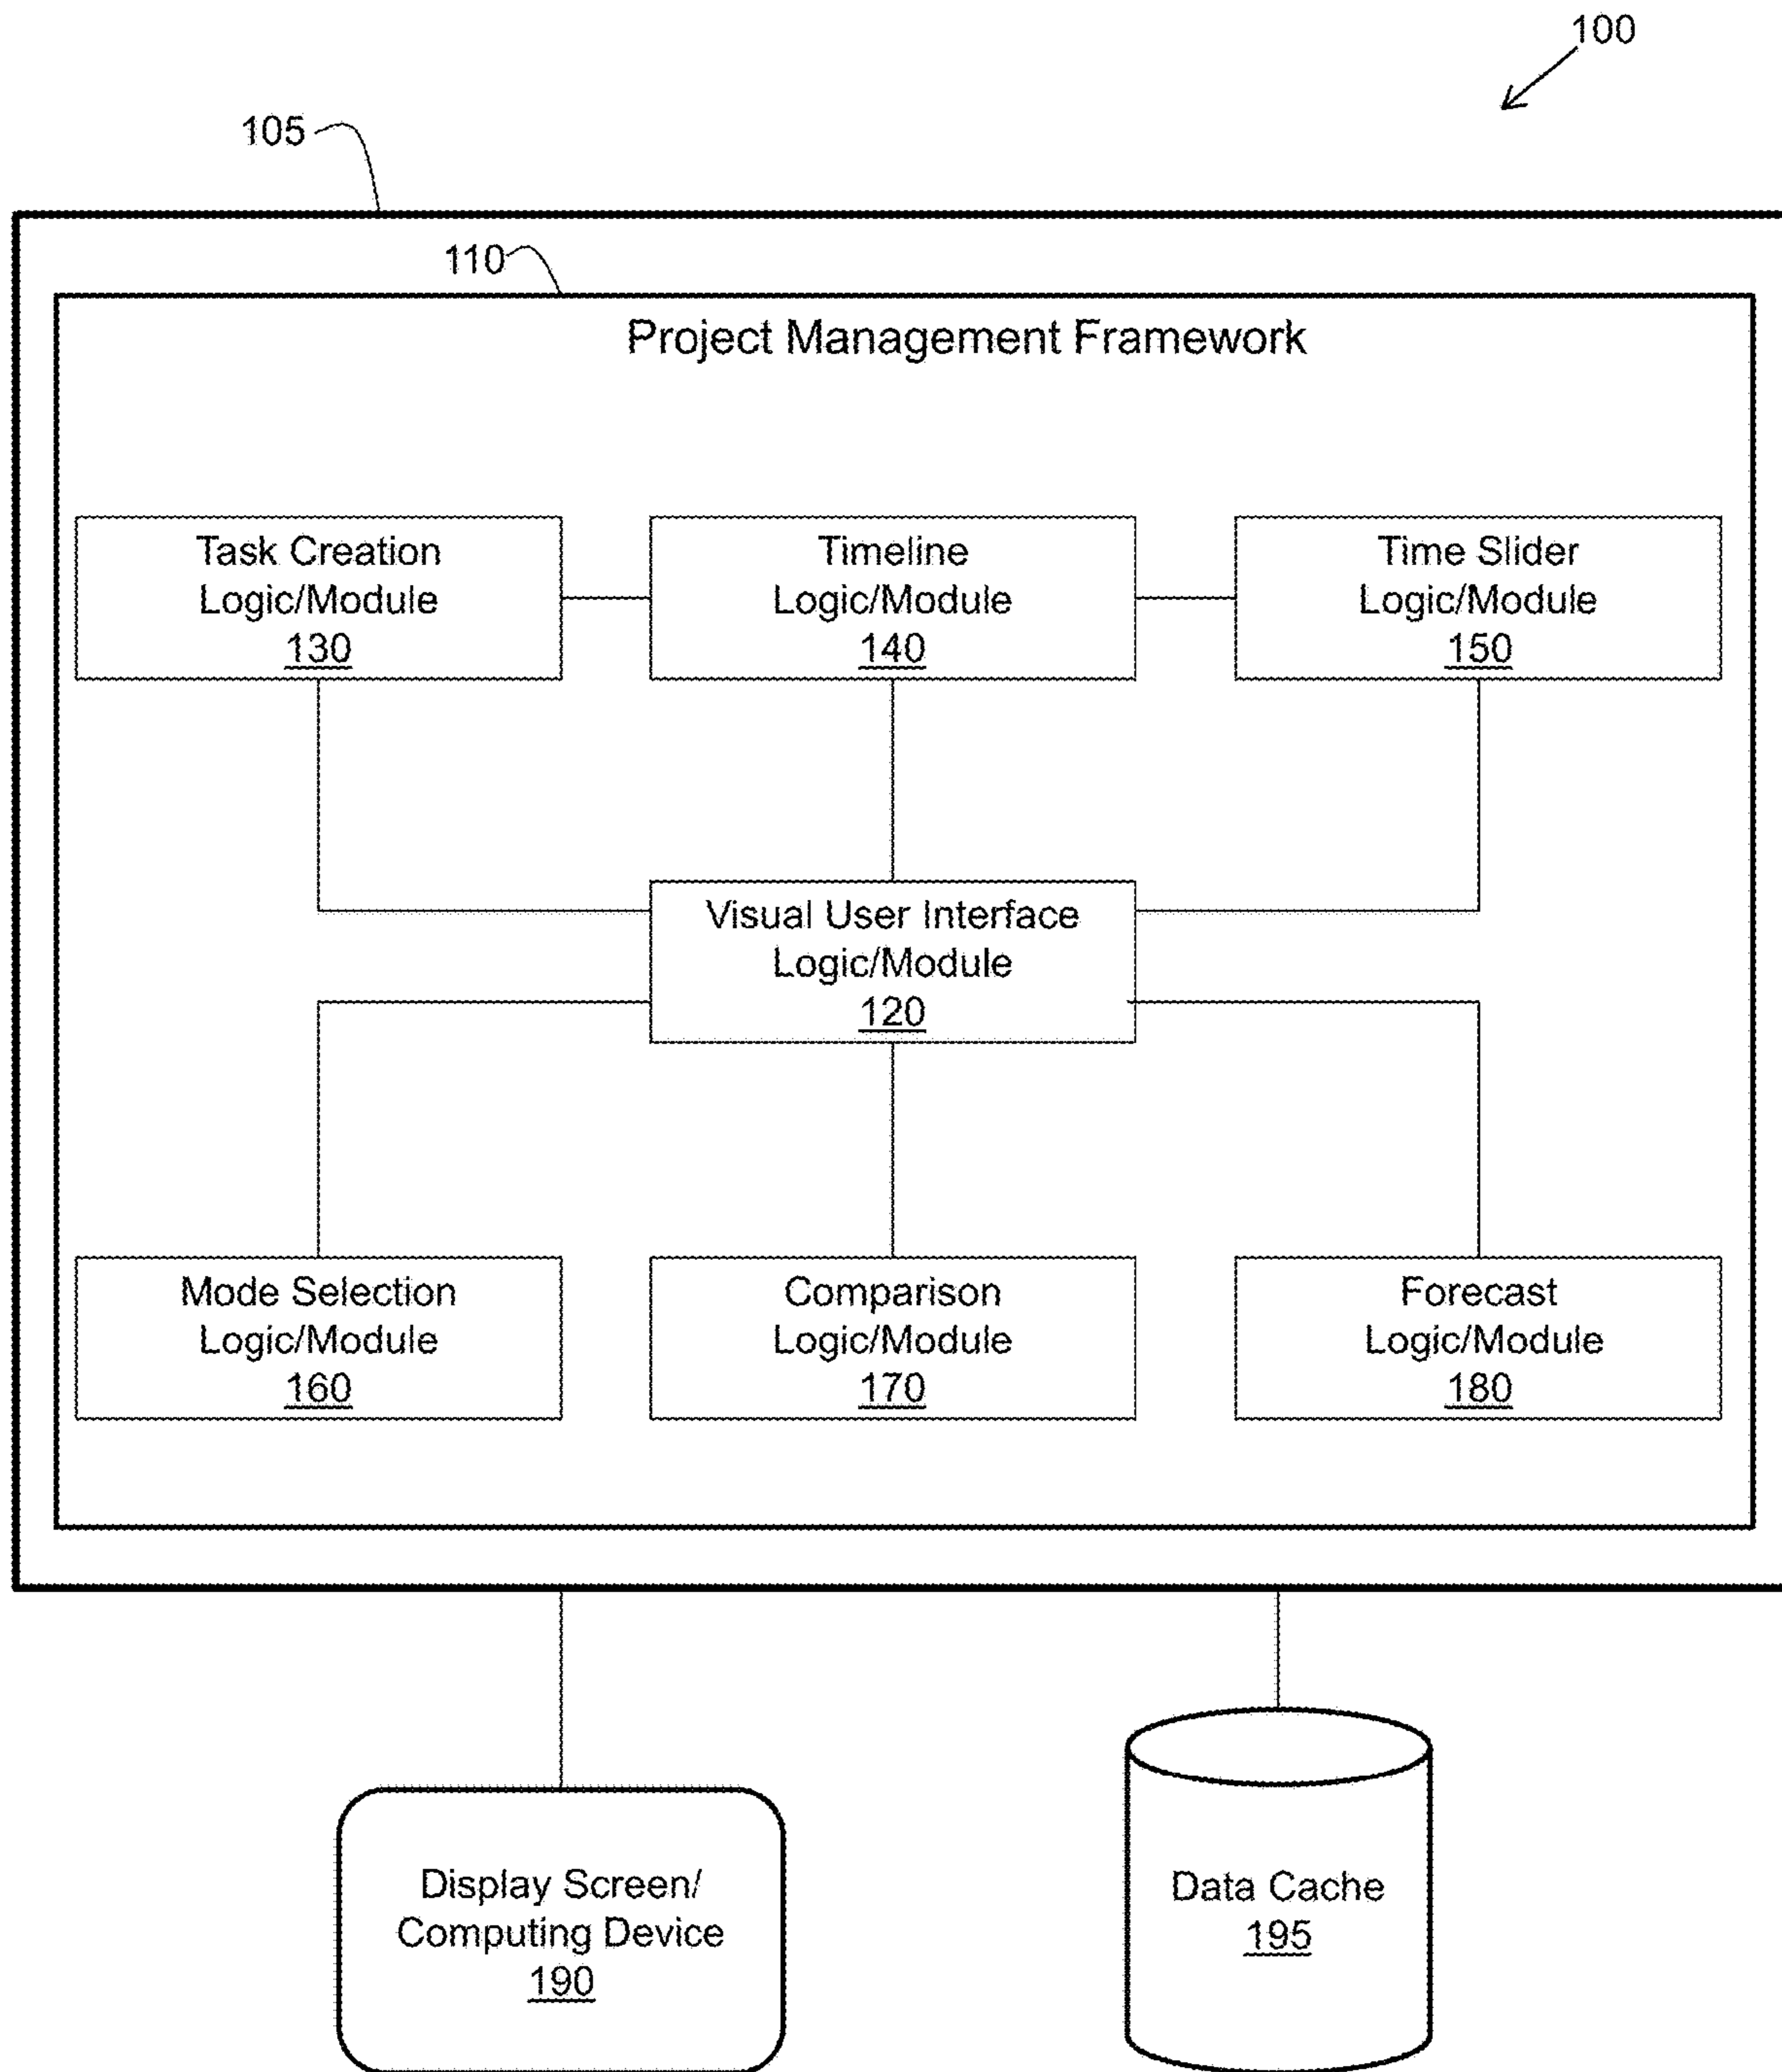 100
105
110
Project Management Framework
Task Creation
Logic/Module
130
Timeline
Logic/Module
140
Time Slider
Logic/Module
150
Visual User Interface
Logic/Module
120
Mode Selection
Logic/Module
160
Comparison
Logic/Module
170
Forecast
Logic/Module
180
Display Screen/
Computing Device
190
Data Cache
195